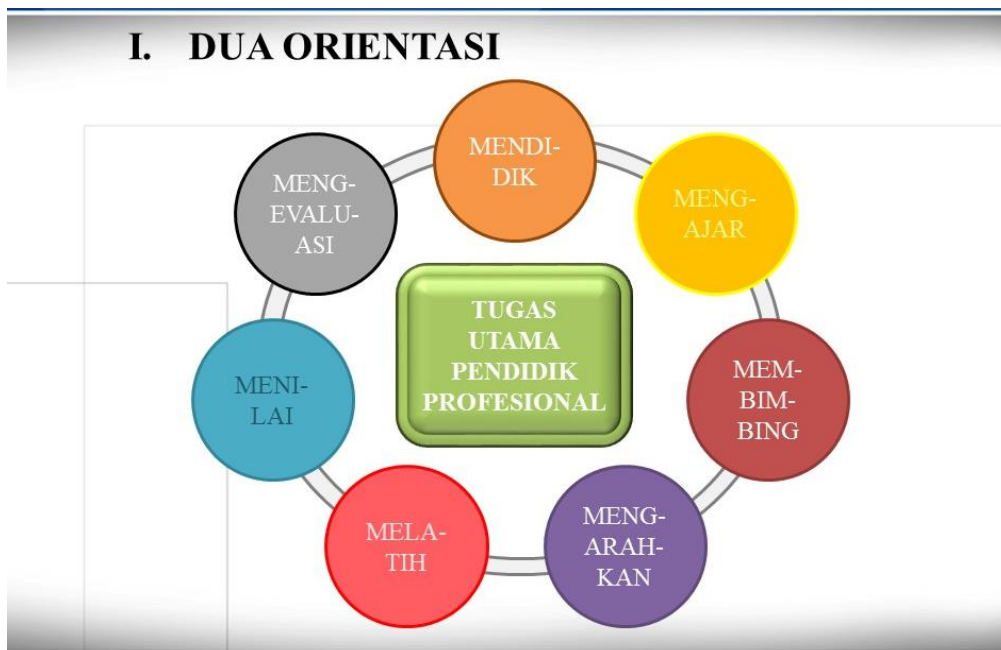 I. DUA ORIENTASI
MENDI-
DIK
MENG-
AJAR
MEM-
BIM-
BING
MENG-
ARAH-
KAN
MELA-
TIH
MENI-
LAI
MENG-
EVALU-
ASI
TUGAS
UTAMA
PENDIDIK
PROFESIONAL